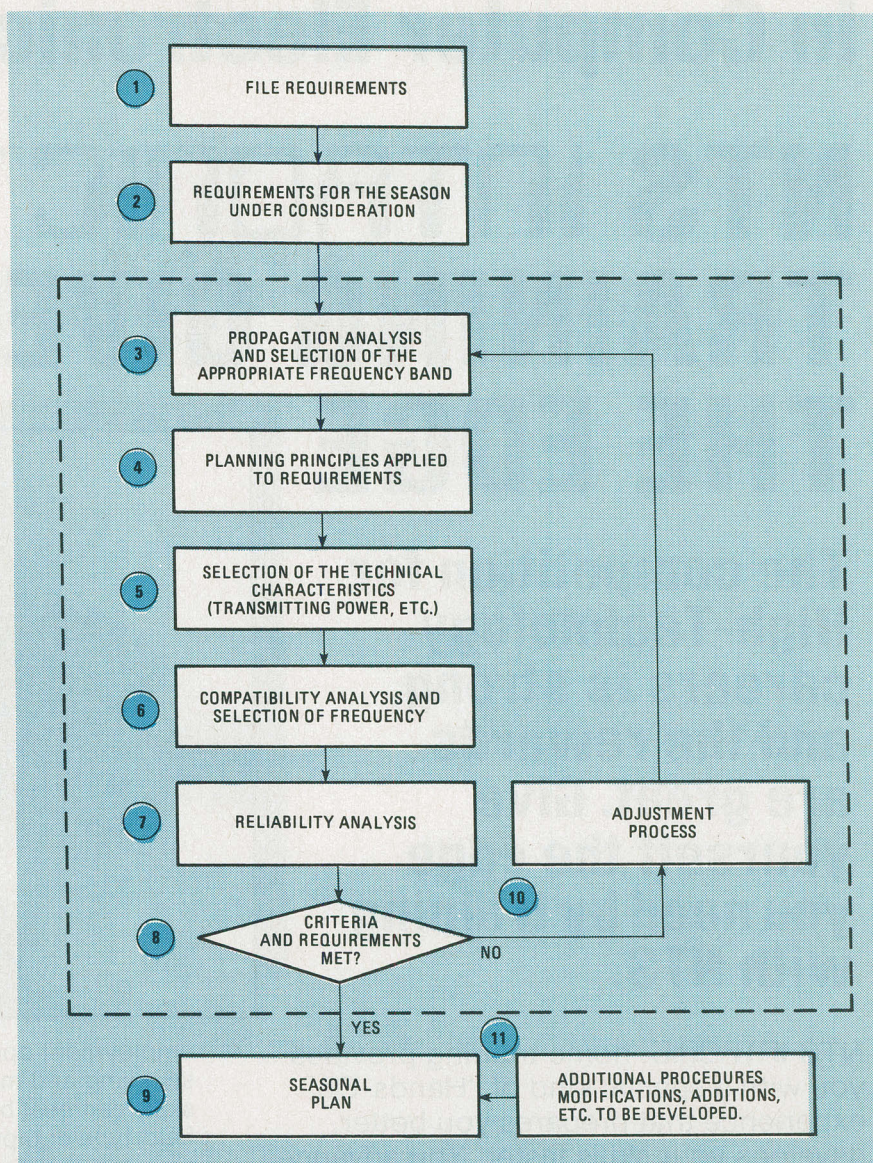 1
FILE REQUIREMENTS
2
REQUIREMENTS FOR THE SEASON
UNDER CONSIDERATION
3
PROPAGATION ANALYSIS
AND SELECTION OF THE
APPROPRIATE FREQUENCY BAND
4
PLANNING PRINCIPLES APPLIED
TO REQUIREMENTS
5
SELECTION OF THE TECHNICAL
CHARACTERISTICS
(TRANSMITTING POWER, ETC.)
6
COMPATIBILITY ANALYSIS AND
SELECTION OF FREQUENCY
7
RELIABILITY ANALYSIS
ADJUSTMENT
PROCESS
10
8
CRITERIA
AND REQUIREMENTS
MET?
NO
YES
11
9
SEASONAL
PLAN
ADDITIONAL PROCEDURES
MODIFICATIONS, ADDITIONS,
ETC. TO BE DEVELOPED.